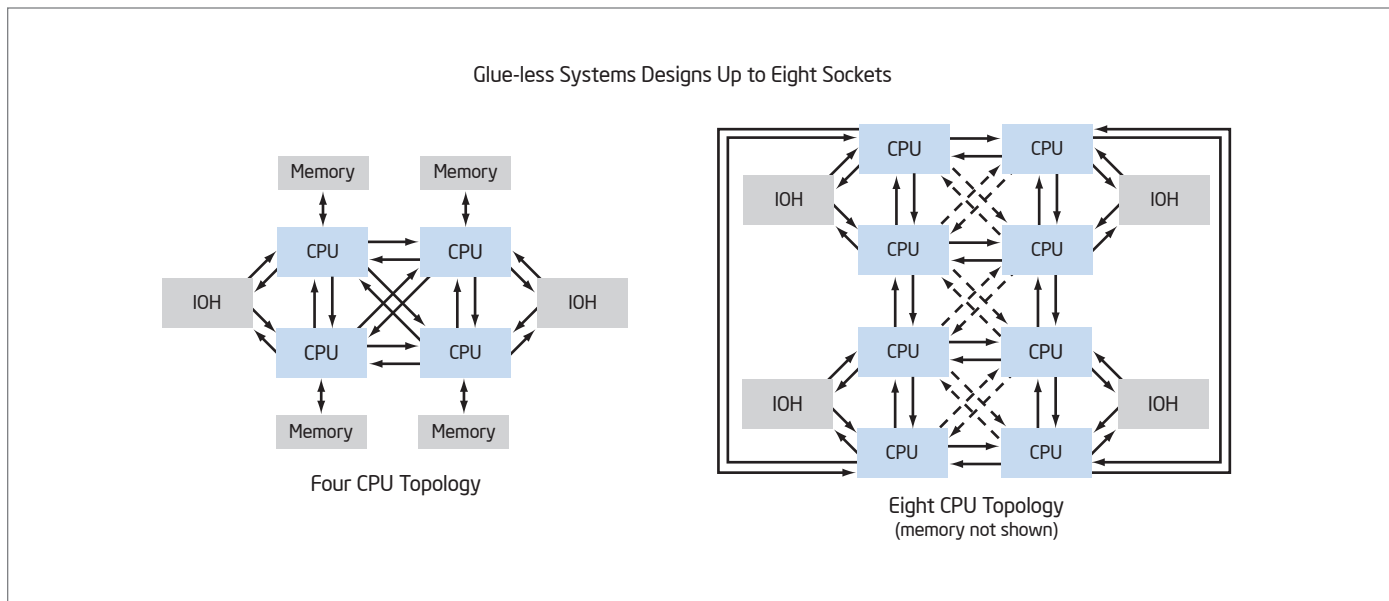 Glue-less Systems Designs Up to Eight Sockets
Memory
Memory
CPU
CPU
IOH
IOH
CPU
CPU
Memory
Memory
Four CPU Topology
CPU
CPU
IOH
IOH
CPU
CPU
CPU
CPU
IOH
IOH
CPU
CPU
Eight CPU Topology
(memory not shown)